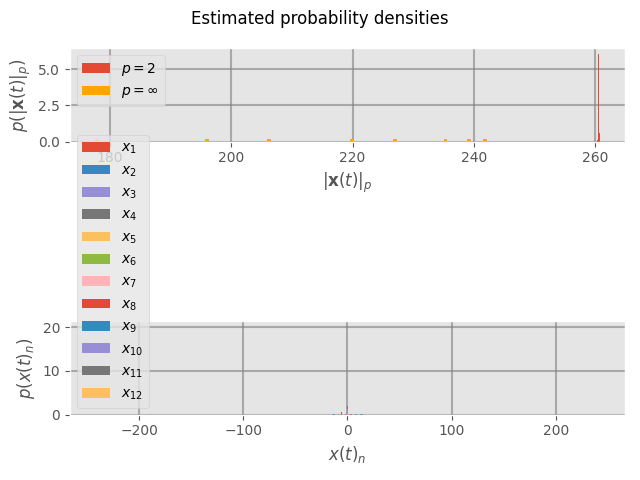 Estimated probability densities
p(|x(t)|_p)
5.0
2.5
0.0
p = 2
p = ∞
180
200
220
240
260
|x(t)|_p
x_1
x_2
x_3
x_4
x_5
x_6
x_7
x_8
x_9
x_10
x_11
x_12
p(x(t)_n)
20
10
0
−200
−100
0
100
200
x(t)_n